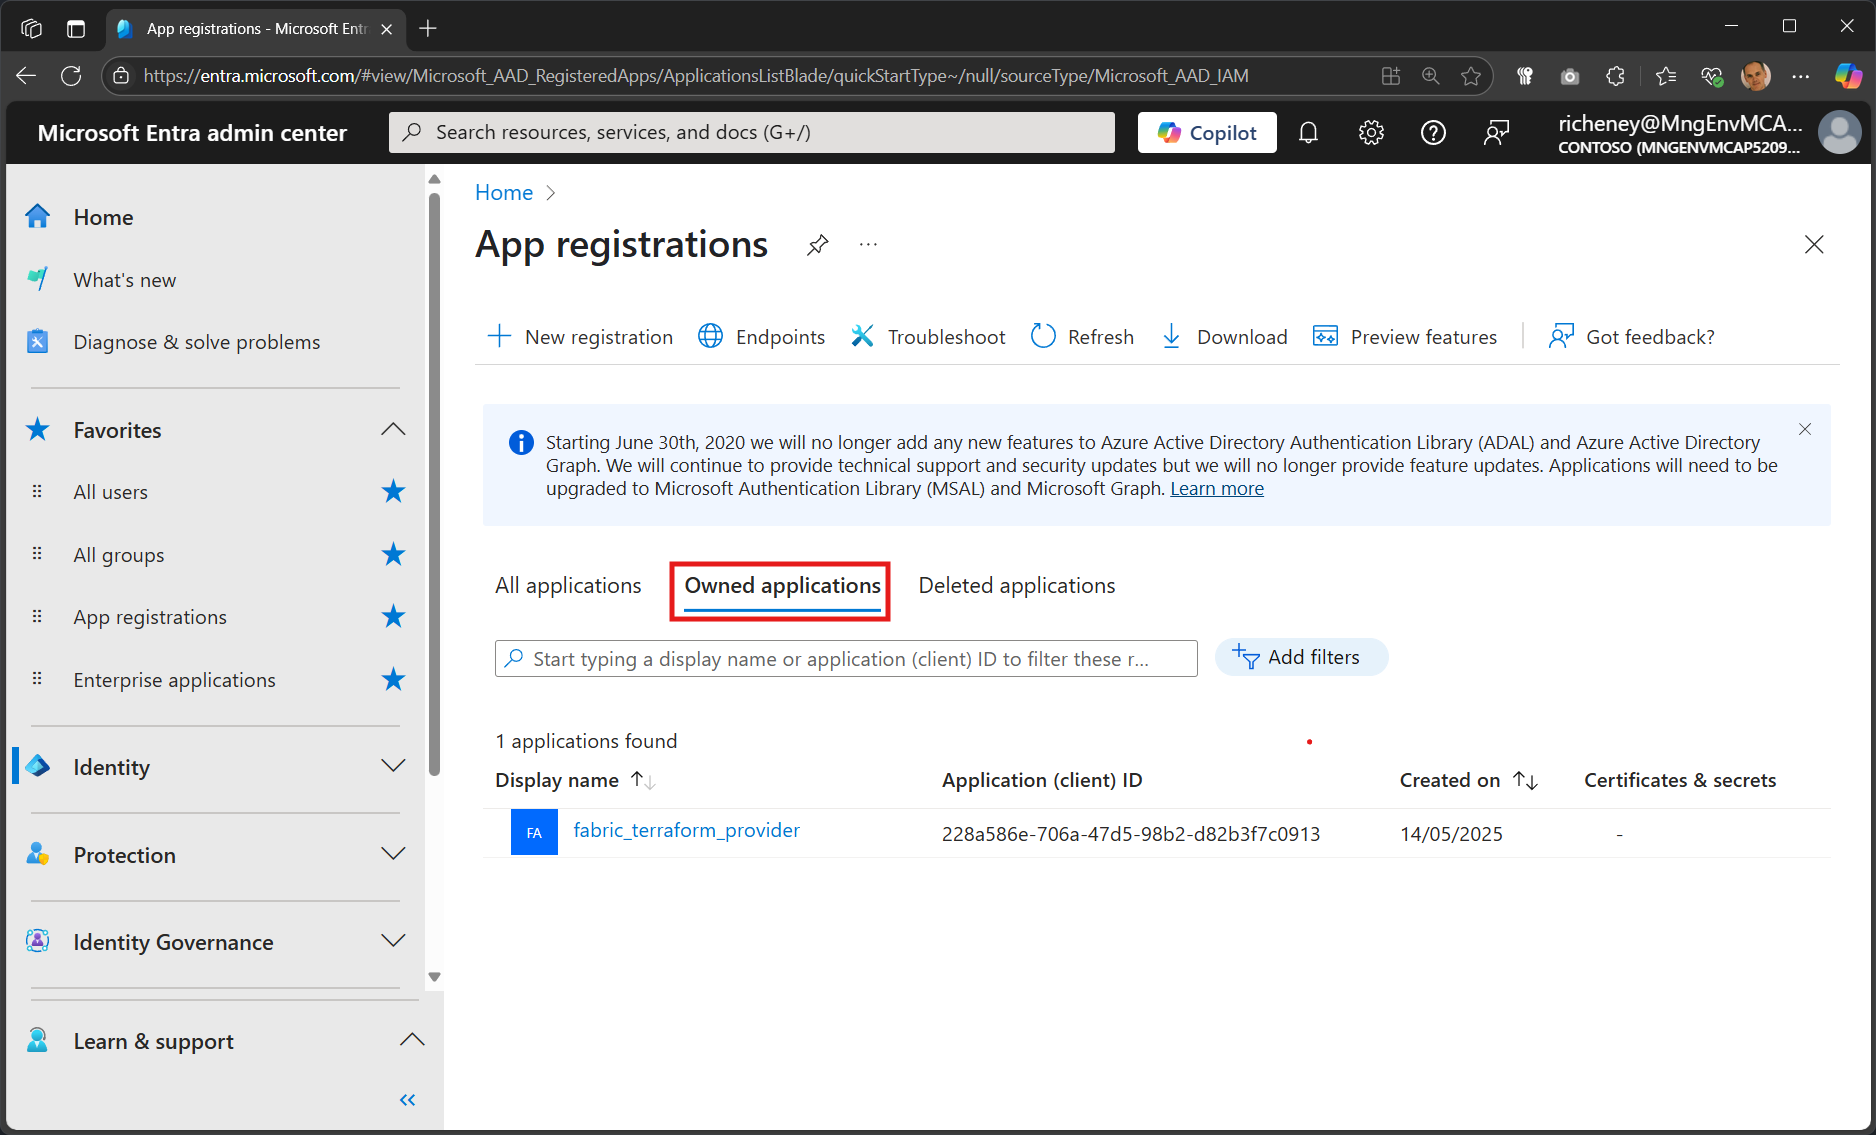 App registrations - Microsoft Entr
https://entra.microsoft.com/#view/Microsoft_AAD_RegisteredApps/ApplicationsListBlade/quickStartType~/null/sourceType/Microsoft_AAD_IAM
Microsoft Entra admin center
Search resources, services, and docs (G+/)
Copilot
richeney@MngEnvMCA...
CONTOSO (MNGENVMCAP5209...
Home
What's new
Diagnose & solve problems
Favorites
All users
All groups
App registrations
Enterprise applications
Identity
Protection
Identity Governance
Learn & support
Home
App registrations
New registration
Endpoints
Troubleshoot
Refresh
Download
Preview features
Got feedback?
Starting June 30th, 2020 we will no longer add any new features to Azure Active Directory Authentication Library (ADAL) and Azure Active Directory
Graph. We will continue to provide technical support and security updates but we will no longer provide feature updates. Applications will need to be
upgraded to Microsoft Authentication Library (MSAL) and Microsoft Graph. Learn more
All applications
Owned applications
Deleted applications
Start typing a display name or application (client) ID to filter these r...
Add filters
1 applications found
Display name
Application (client) ID
Created on
Certificates & secrets
FA
fabric_terraform_provider
228a586e-706a-47d5-98b2-d82b3f7c0913
14/05/2025
-